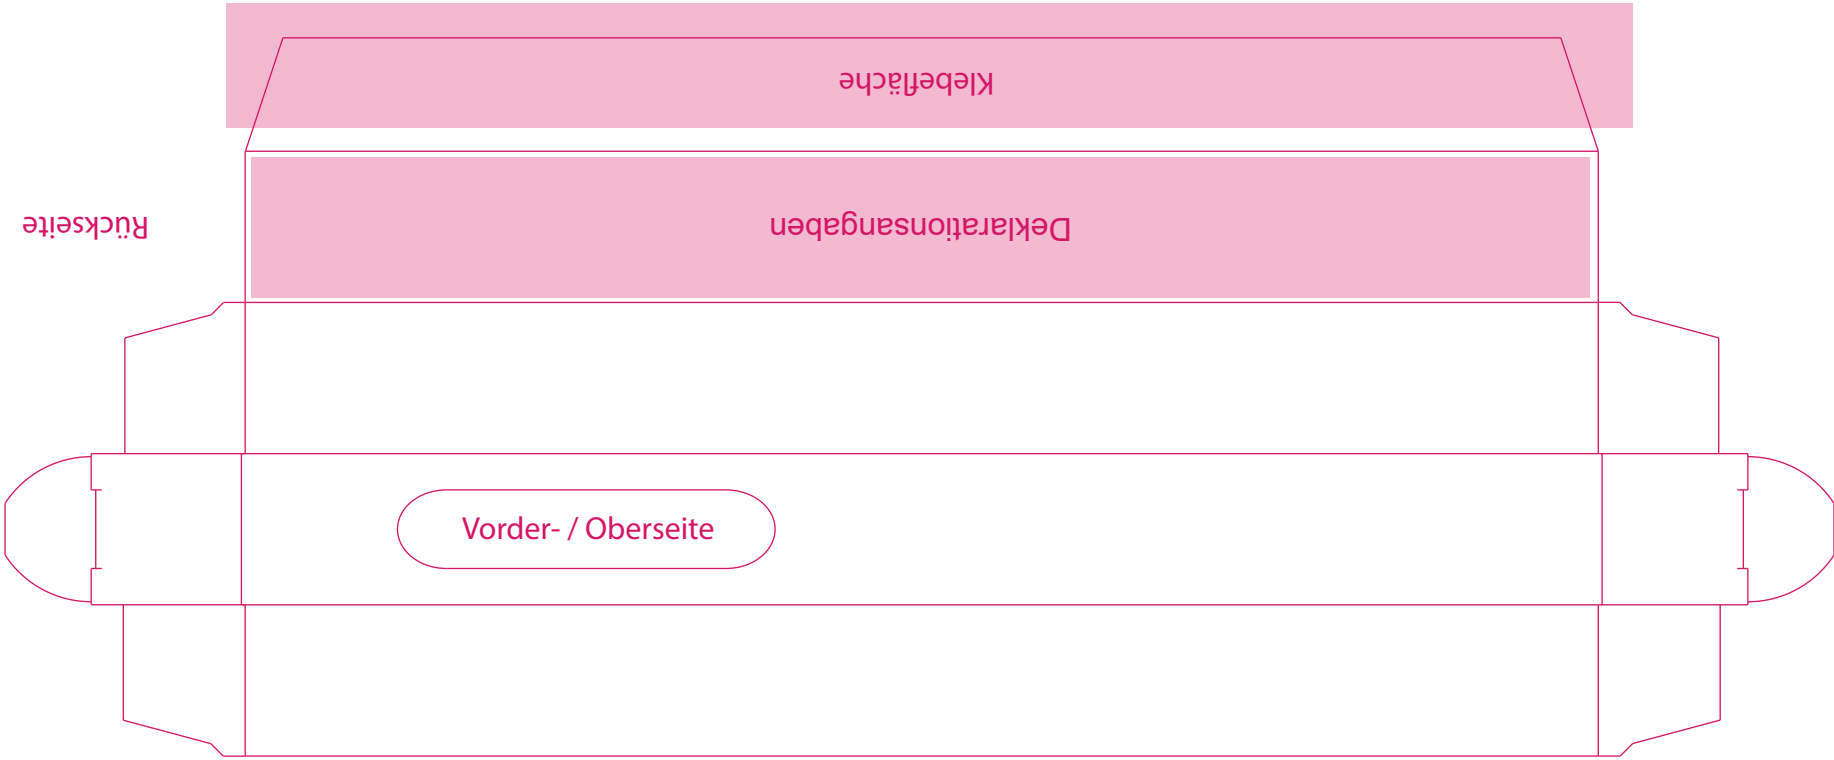 Klebefläche
Deklarationsangaben
Rückseite
Vorder- / Oberseite